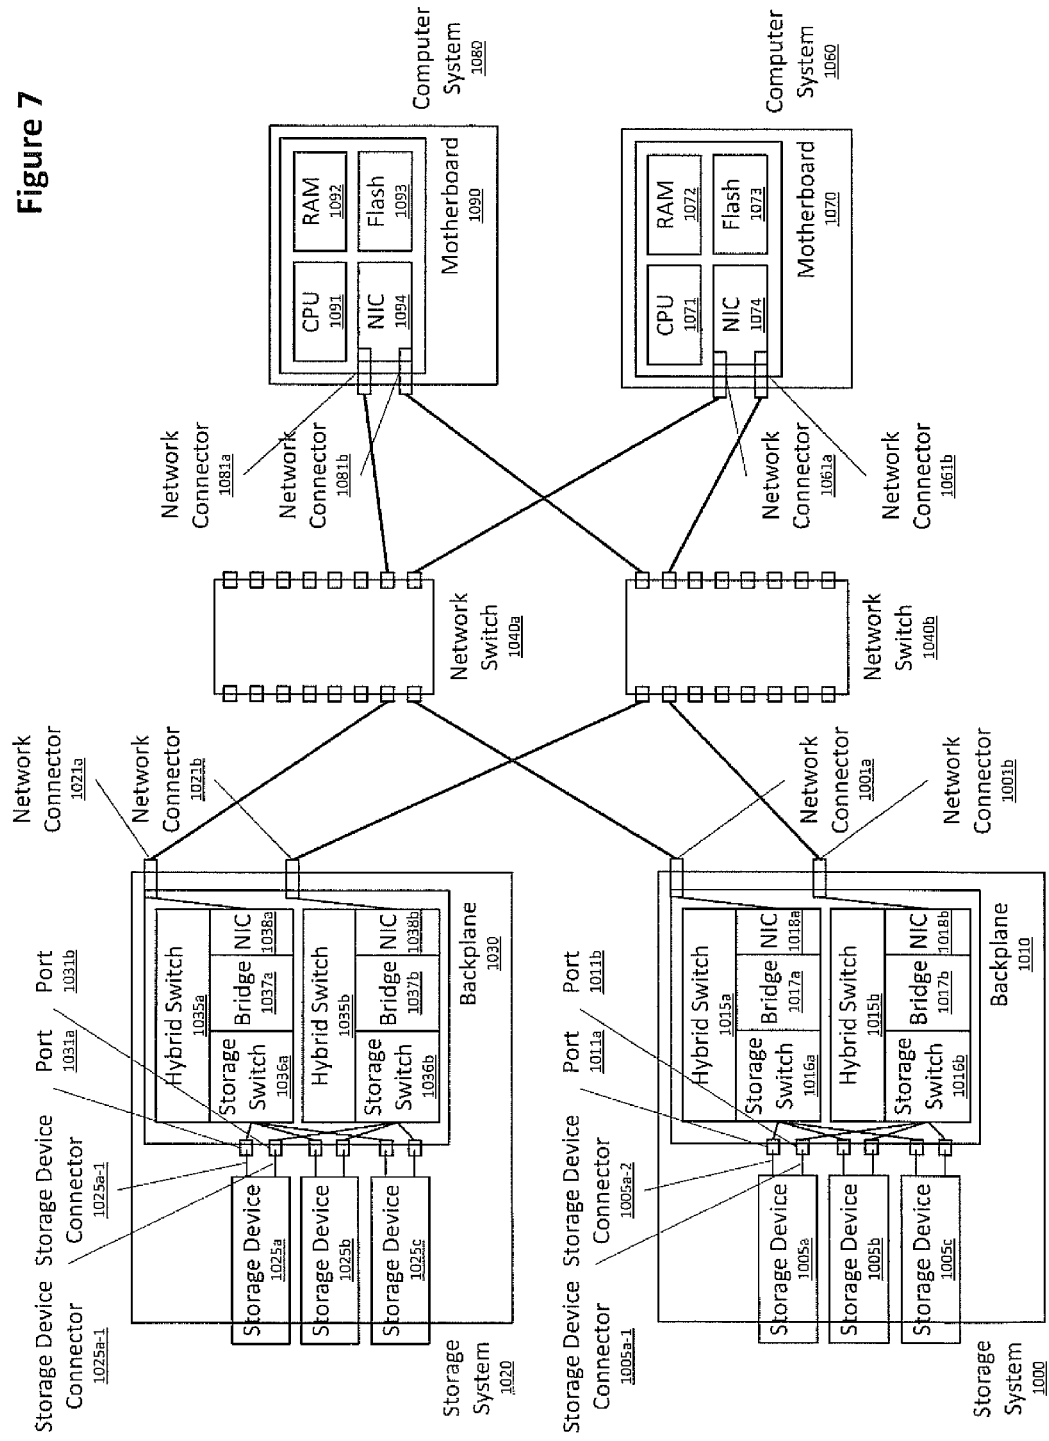 Figure 7
Computer
System
1080
Motherboard
1090
CPU
1091
RAM
1092
NIC
1094
Flash
1093
Network
Connector
1081a
Network
Connector
1081b
Computer
System
1060
Motherboard
1070
CPU
1071
RAM
1072
NIC
1074
Flash
1073
Network
Connector
1061a
Network
Connector
1061b
Network
Switch
1040a
Network
Switch
1040b
Network
Connector
1021a
Network
Connector
1021b
Network
Connector
1001a
Network
Connector
1001b
Port
1031b
Port
1031a
Storage Device
Connector
1025a-1
Storage Device
Connector
1025a-1
Hybrid Switch
1035a
Storage
Switch
1036a
Bridge
1037a
NIC
1038a
Hybrid Switch
1035b
Storage
Switch
1036b
Bridge
1037b
NIC
1038b
Backplane
1030
Storage Device
1025a
Storage Device
1025b
Storage Device
1025c
Storage
System
1020
Port
1011b
Port
1011a
Storage Device
Connector
1005a-2
Storage Device
Connector
1005a-1
Hybrid Switch
1015a
Storage
Switch
1016a
Bridge
1017a
NIC
1018a
Hybrid Switch
1015b
Storage
Switch
1016b
Bridge
1017b
NIC
1018b
Backplane
1010
Storage Device
1005a
Storage Device
1005b
Storage Device
1005c
Storage
System
1000